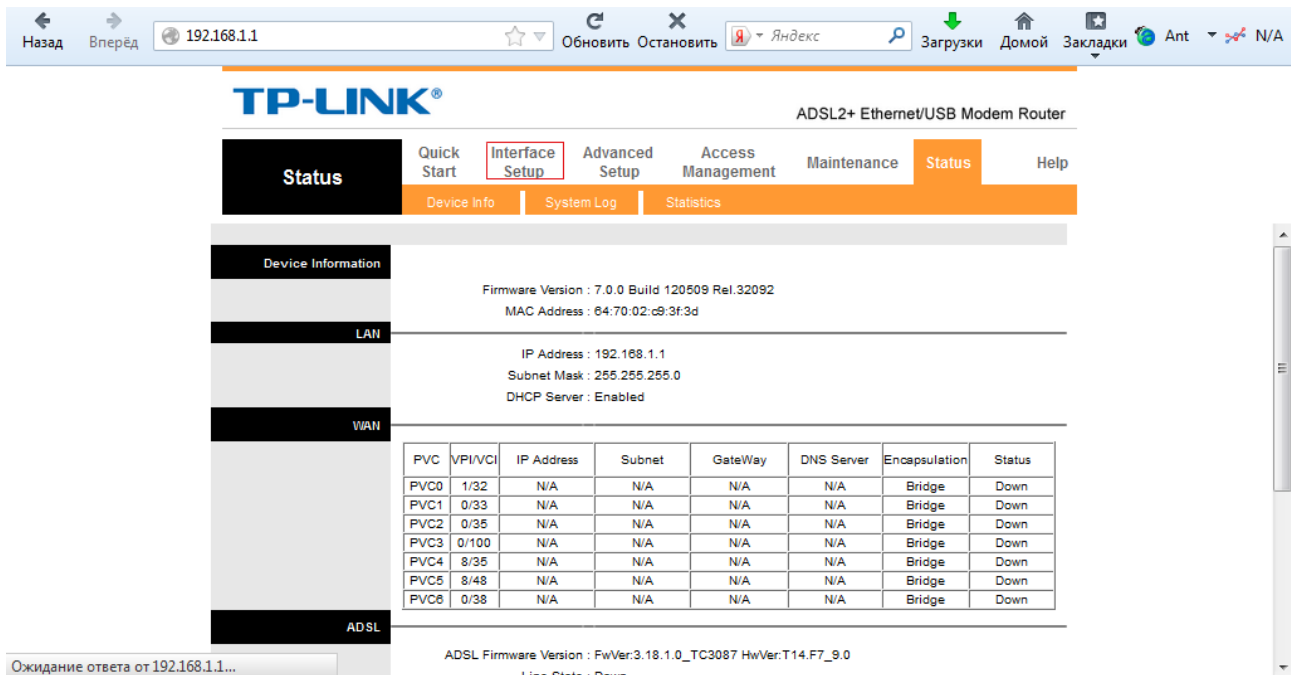 Назад Вперёд 192.168.1.1 Обновить Остановить Я Яндекс Загрузки Домой Закладки Ant N/A
TP-LINK®
ADSL2+ Ethernet/USB Modem Router
Status
Quick Start
Interface Setup
Advanced Setup
Access Management
Maintenance
Status
Help
Device Info System Log Statistics
Device Information
Firmware Version : 7.0.0 Build 120509 Rel.32092
MAC Address : 64:70:02:c9:3f:3d
LAN
IP Address : 192.168.1.1
Subnet Mask : 255.255.255.0
DHCP Server : Enabled
WAN
PVC VPI/VCI IP Address Subnet GateWay DNS Server Encapsulation Status
PVC0 1/32 N/A N/A N/A N/A Bridge Down
PVC1 0/33 N/A N/A N/A N/A Bridge Down
PVC2 0/35 N/A N/A N/A N/A Bridge Down
PVC3 0/100 N/A N/A N/A N/A Bridge Down
PVC4 8/35 N/A N/A N/A N/A Bridge Down
PVC5 8/48 N/A N/A N/A N/A Bridge Down
PVC6 0/38 N/A N/A N/A N/A Bridge Down
ADSL
ADSL Firmware Version : FwVer:3.18.1.0_TC3087 HwVer:T14.F7_9.0
Line State : Down
Ожидание ответа от 192.168.1.1...